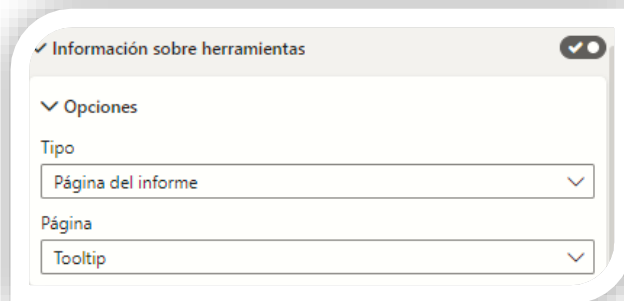 Información sobre herramientas
Opciones
Tipo
Página del informe
Página
Tooltip